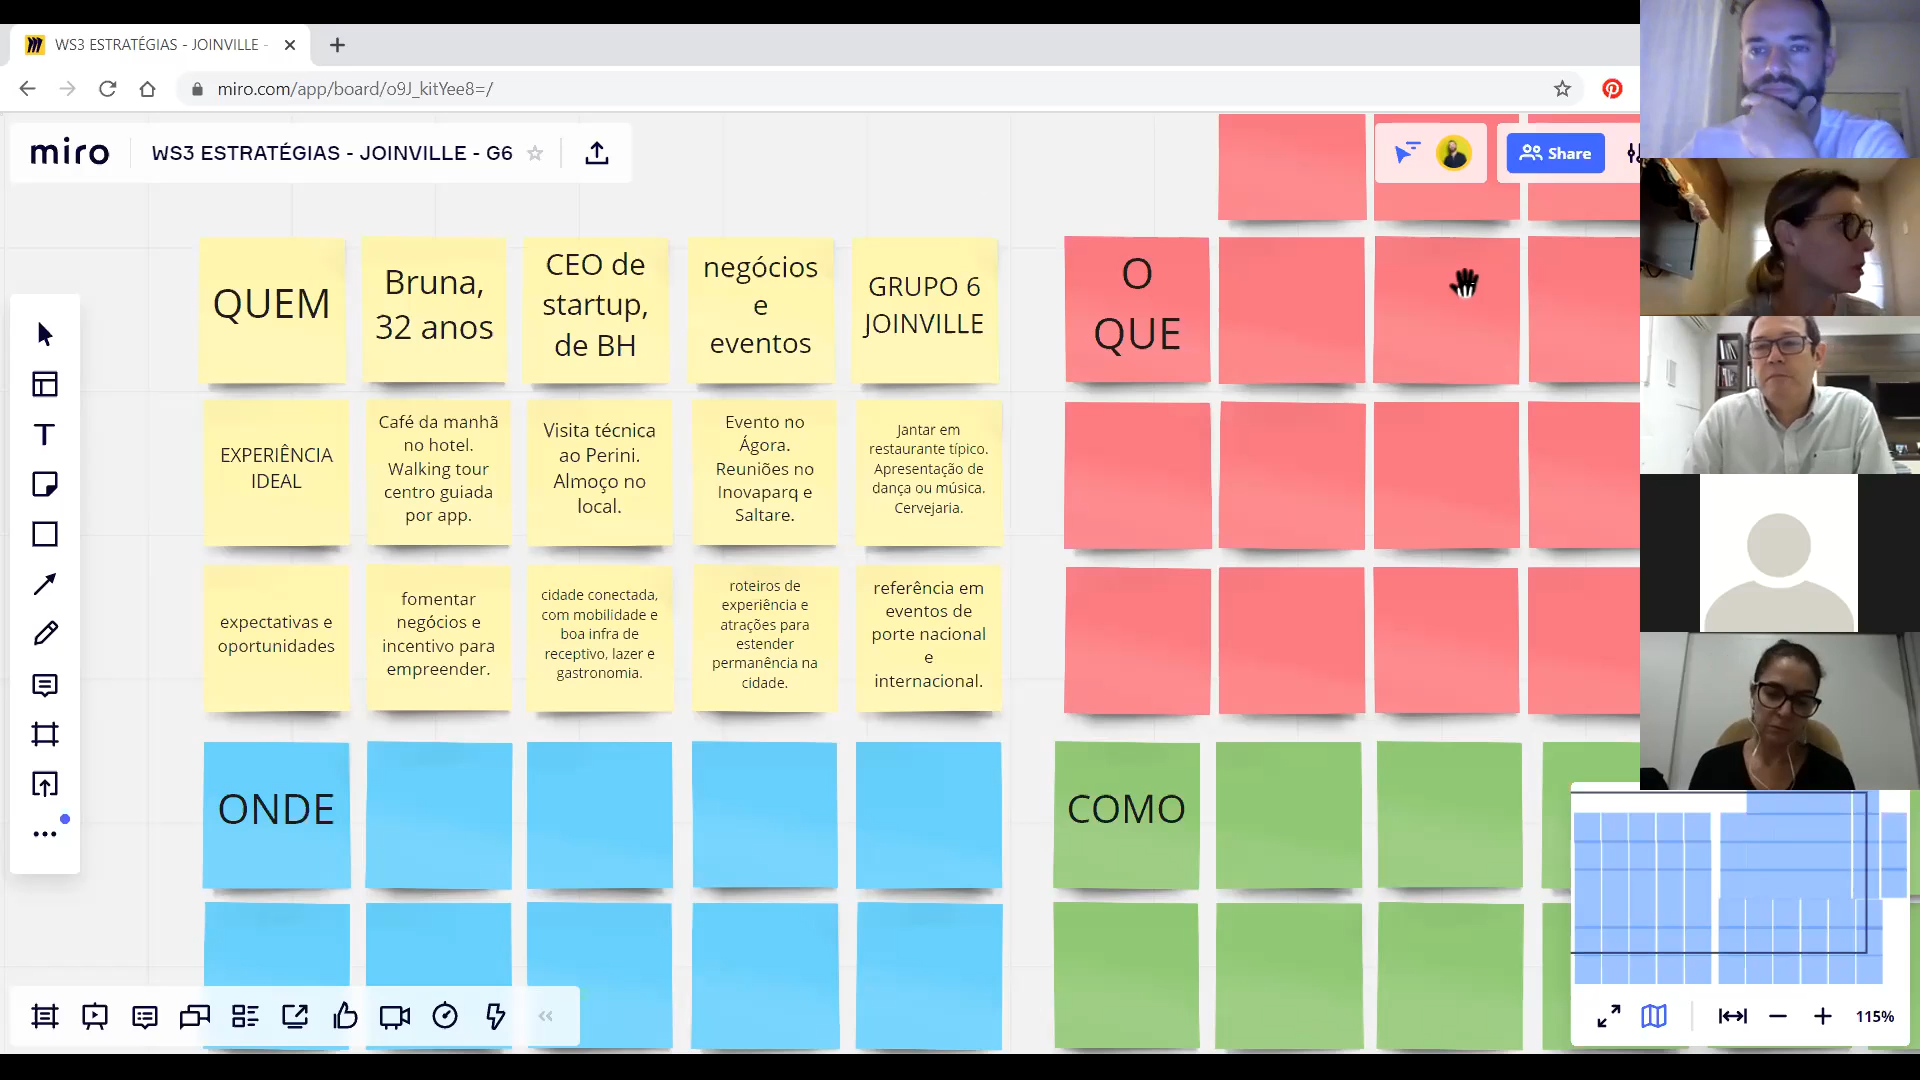 WS3 ESTRATÉGIAS - JOINVILLE -
miro.com/app/board/o9J_kitYee8=/
miro
WS3 ESTRATÉGIAS - JOINVILLE - G6
Share
QUEM
Bruna,
32 anos
CEO de
startup,
de BH
negócios
e
eventos
GRUPO 6
JOINVILLE
O
QUE
EXPERIÊNCIA
IDEAL
Café da manhã
no hotel.
Walking tour
centro guiada
por app.
Visita técnica
ao Perini.
Almoço no
local.
Evento no
Ágora.
Reuniões no
Inovaparq e
Saltare.
Jantar em
restaurante típico.
Apresentação de
dança ou música.
Cervejaria.
expectativas e
oportunidades
fomentar
negócios e
incentivo para
empreender.
cidade conectada,
com mobilidade e
boa infra de
receptivo, lazer e
gastronomia.
roteiros de
experiência e
atrações para
estender
permanência na
cidade.
referência em
eventos de
porte nacional
e
internacional.
ONDE
COMO
115%